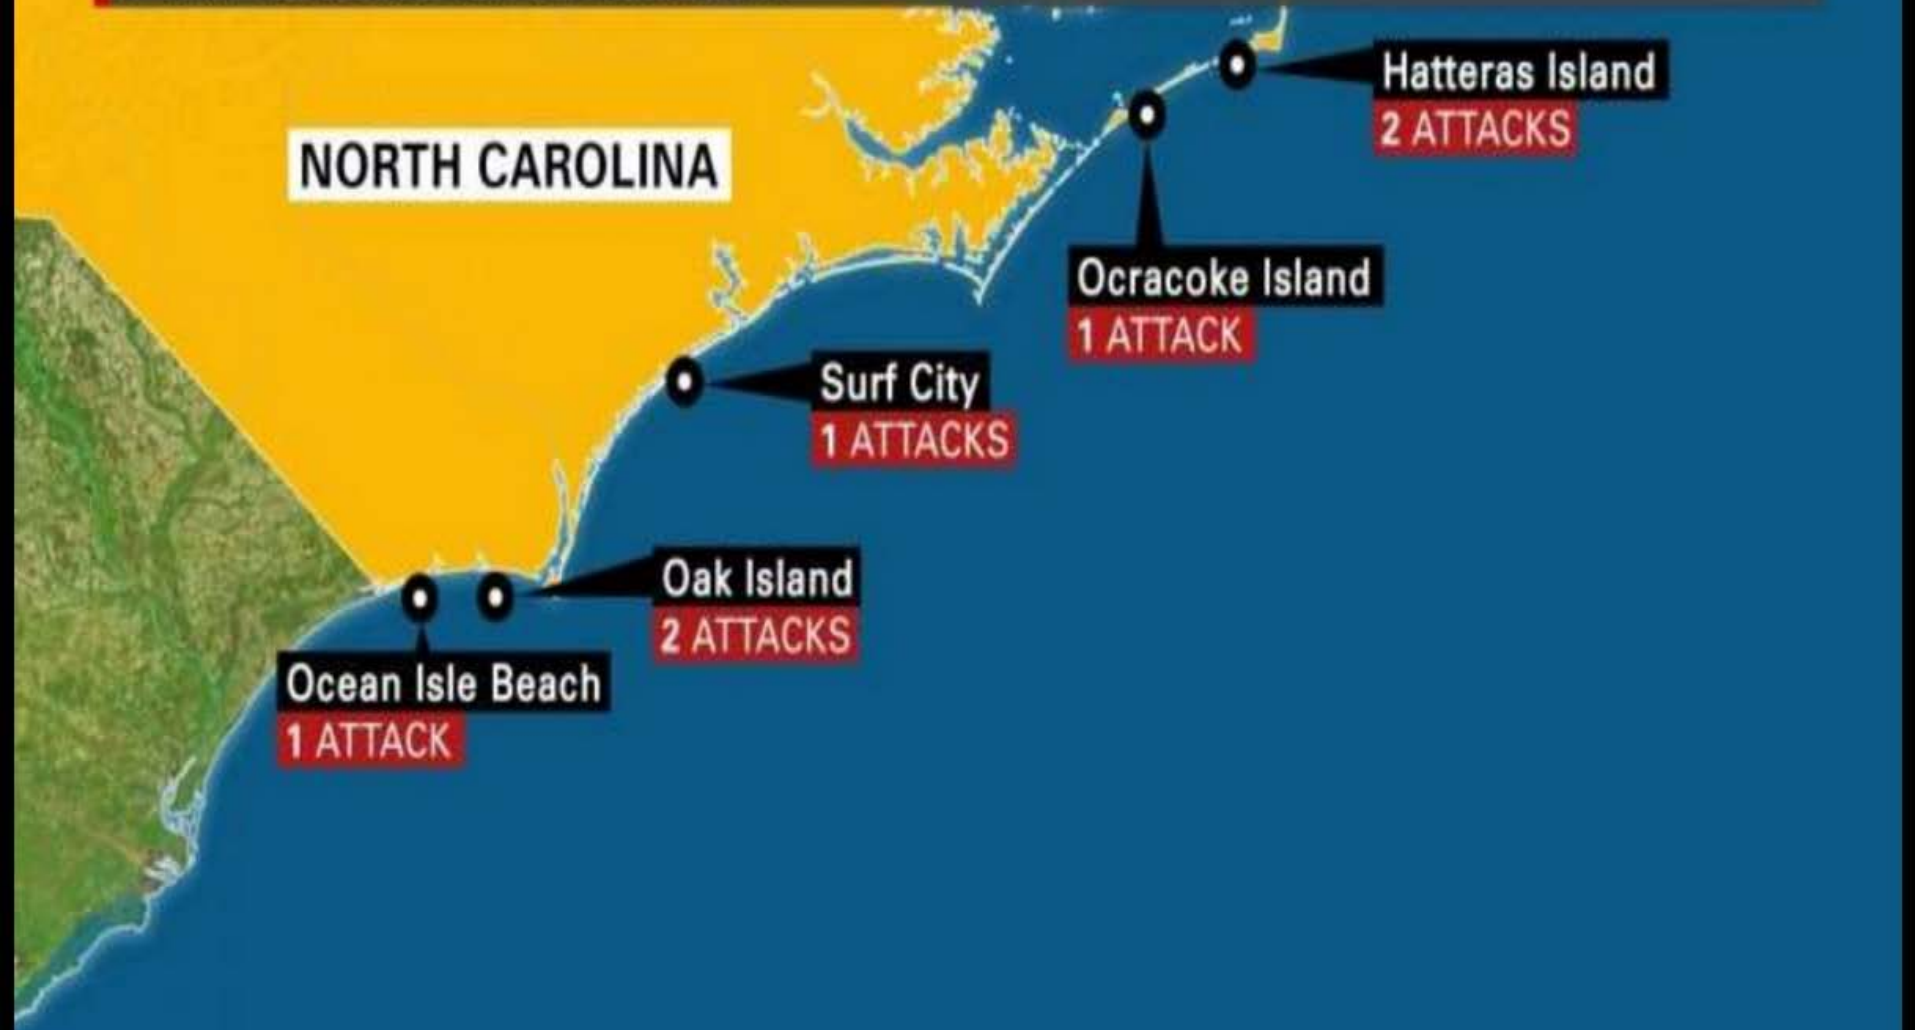 Hatteras Island
2 ATTACKS
NORTH CAROLINA
Ocracoke Island
1 ATTACK
Surf City
1 ATTACKS
Oak Island
2 ATTACKS
Ocean Isle Beach
1 ATTACK